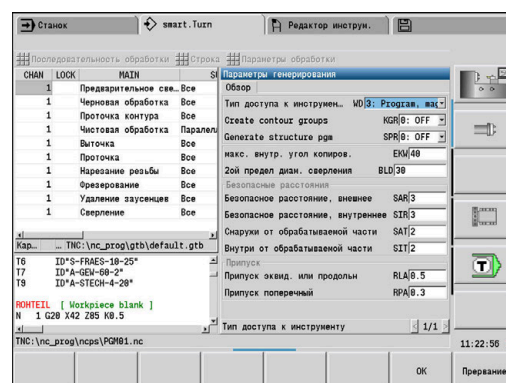 Станок
smart.Turn
Редактор инструм.
Последовательность обработки Строка Параметры обработки
CHAN LOCK MAIN SU
1 Предварительное све… Все
1 Черновая обработка Все
1 Проточка контура Все
1 Чистовая обработка Паралел
1 Выточка Все
1 Проточка Все
1 Нарезание резьбы Все
1 Фрезерование Все
1 Удаление заусенцев Все
1 Сверление Все
Кар… … TNC:\nc_prog\gtb\default.gtb
T6 ID"S-FRAES-10-25"
T7 ID"A-GEW-60-2"
T9 ID"A-STECH-4-20"
ROHTEIL [ Workpiece blank ]
N 1 G20 X42 Z85 K0.5
TNC:\nc_prog\ncps\PGM01.nc
Параметры генерирования
Обзор
Тип доступа к инструмен… WD 3: Program, mag
Create contour groups KGR 0: OFF
Generate structure pgm SPR 0: OFF
макс. внутр. угол копиров. EKW 40
2ой предел диам. сверления BLD 30
Безопасные расстояния
Безопасное расстояние, внешнее SAR 3
Безопасное расстояние, внутреннее SIR 3
Снаружи от обрабатываемой части SAT 2
Внутри от обрабатываемой части SIT 2
Припуск
Припуск эквид. или продольн RLA 0.5
Припуск поперечный RPA 0.3
Тип доступа к инструменту 1/1
T
11:22:56
OK
Прервание